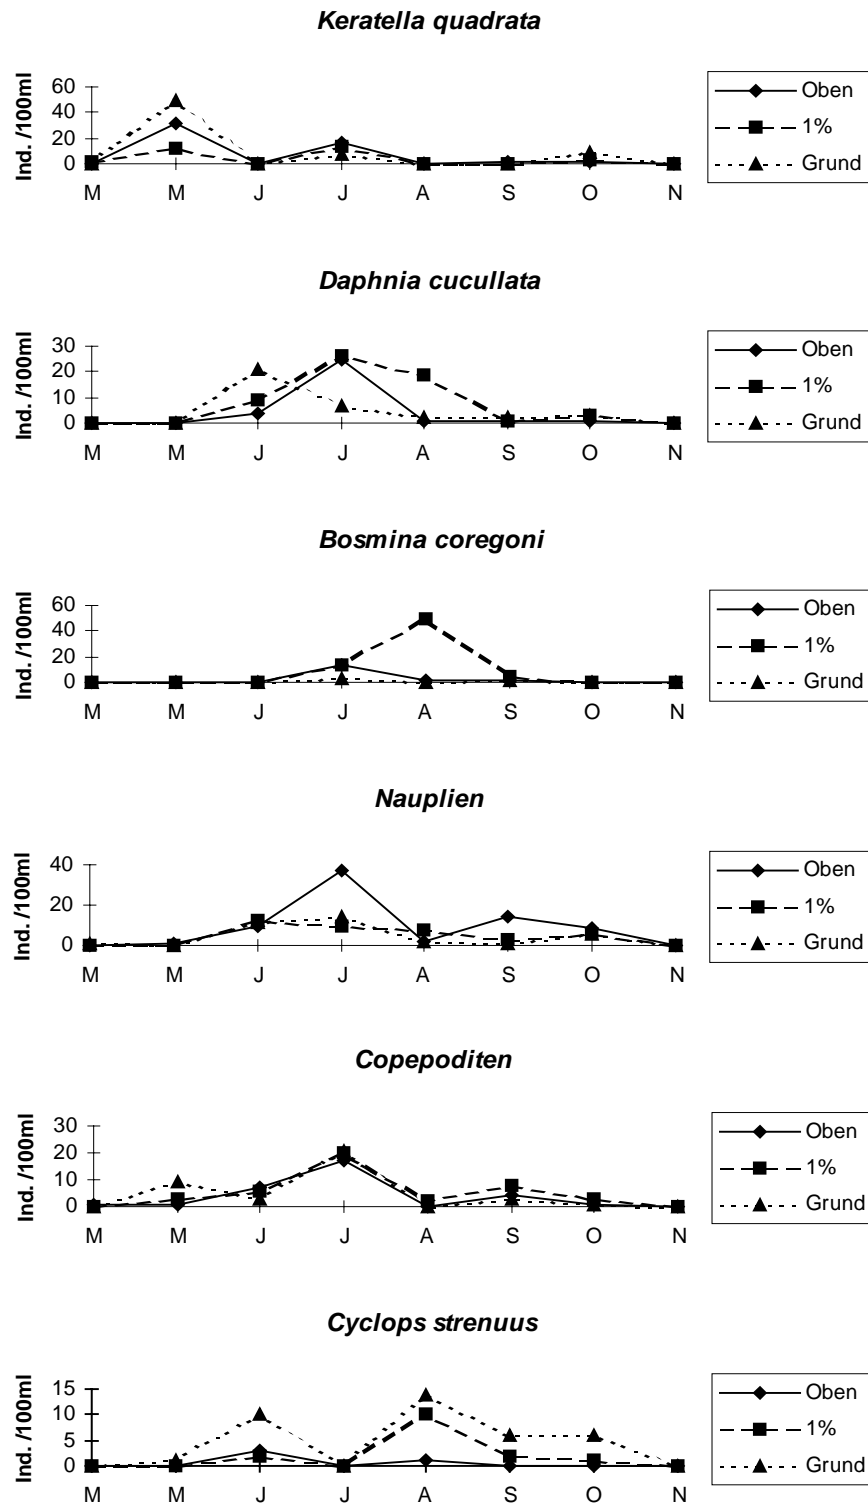 Keratella quadrata
Ind. /100ml
60
40
20
0
M M J J A S O N
Oben
1%
Grund
Daphnia cucullata
Ind. /100ml
30
20
10
0
M M J J A S O N
Oben
1%
Grund
Bosmina coregoni
Ind. /100ml
60
40
20
0
M M J J A S O N
Oben
1%
Grund
Nauplien
Ind. /100ml
40
20
0
M M J J A S O N
Oben
1%
Grund
Copepoditen
Ind. /100ml
30
20
10
0
M M J J A S O N
Oben
1%
Grund
Cyclops strenuus
Ind. /100ml
15
10
5
0
M M J J A S O N
Oben
1%
Grund